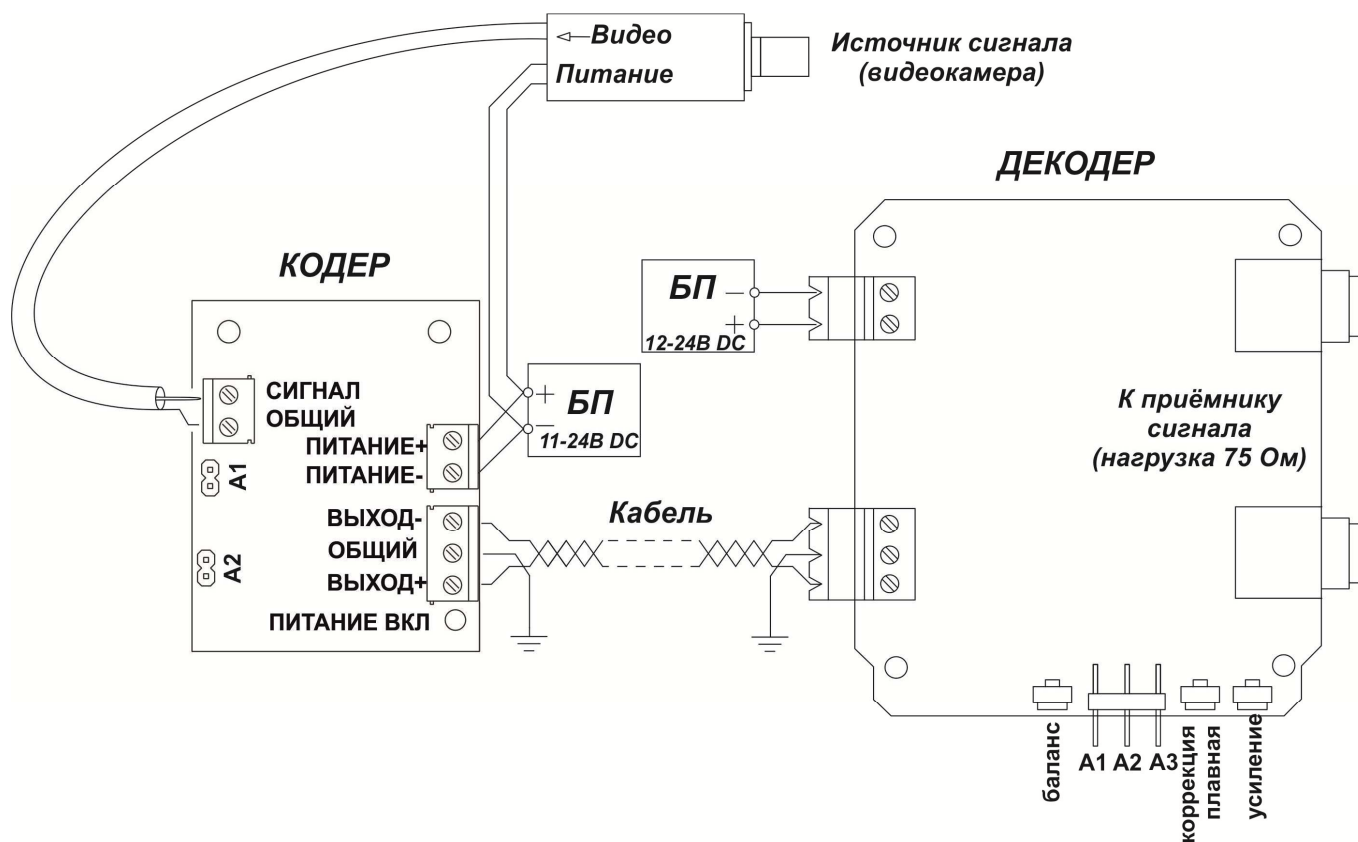 Видео
Питание
Источник сигнала
(видеокамера)
ДЕКОДЕР
КОДЕР
БП −
+
12-24В DC
СИГНАЛ
ОБЩИЙ
ПИТАНИЕ+
ПИТАНИЕ-
+ БП
−
11-24В DC
К приёмнику
сигнала
(нагрузка 75 Ом)
A1
A2
ВЫХОД-
ОБЩИЙ
ВЫХОД+
ПИТАНИЕ ВКЛ
Кабель
баланс
A1 A2 A3
коррекция
плавная
усиление